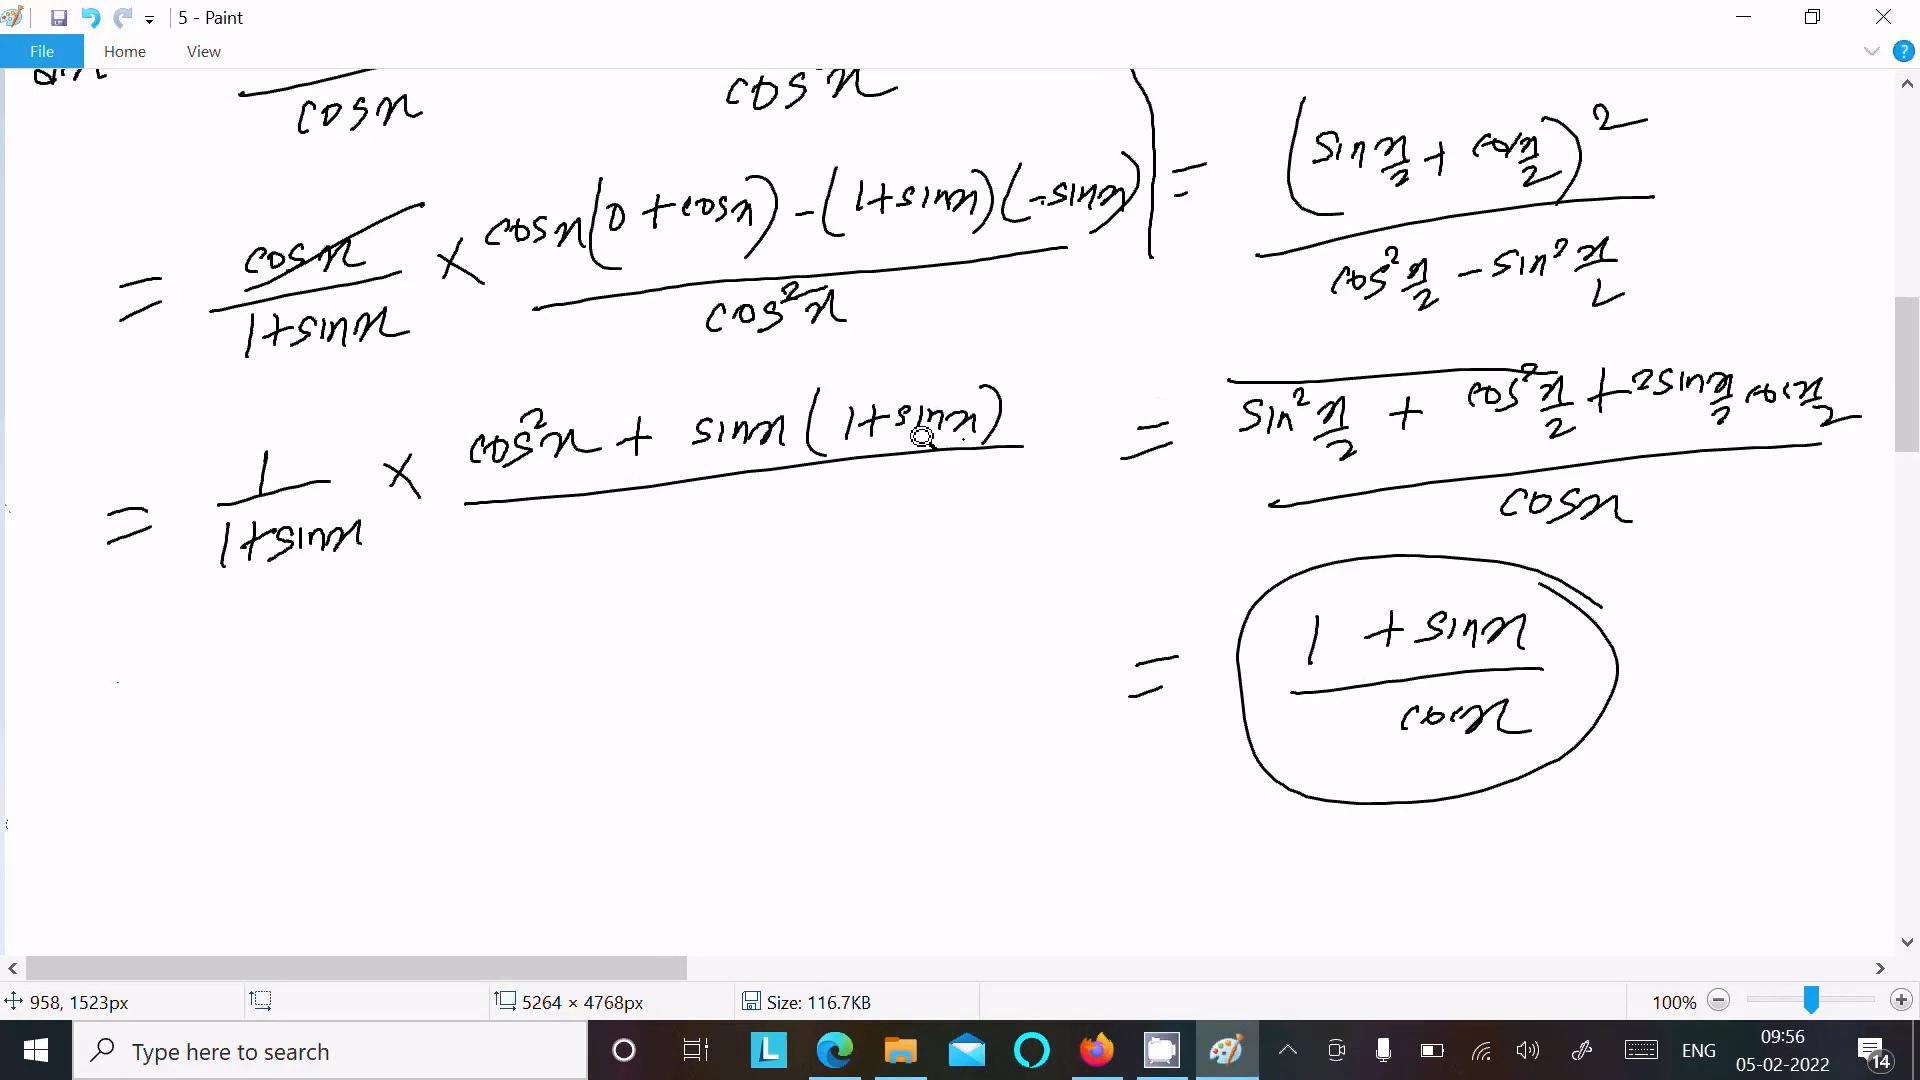 5 - Paint
File Home View
cosx cos²x
= cosx/1+sinx × cosx(0+cosx)-(1+sinx)(-sinx)/cos²x
= 1/1+sinx × cos²x + sinx(1+sinx)
= (sin x/2 + cos x/2)²/cos² x/2 - sin² x/2
= sin² x/2 + cos² x/2 + 2sin x/2 cos x/2/cosx
= 1 + sinx/cosx
958, 1523px 5264 × 4768px Size: 116.7KB 100%
Type here to search ENG 09:56
05-02-2022 14